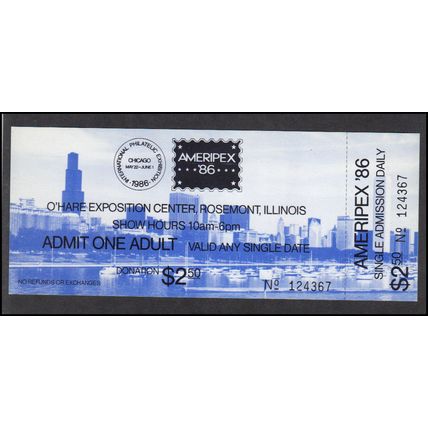 INTERNATIONAL PHILATELIC EXHIBITION
CHICAGO
MAY 22-JUNE 1
•1986•
AMERIPEX
'86
O'HARE EXPOSITION CENTER, ROSEMONT, ILLINOIS
SHOW HOURS 10am-6pm
ADMIT ONE ADULT VALID ANY SINGLE DATE
DONATION $2.50
NO REFUNDS OR EXCHANGES
No 124367
AMERIPEX '86
SINGLE ADMISSION DAILY
$2.50 No 124367